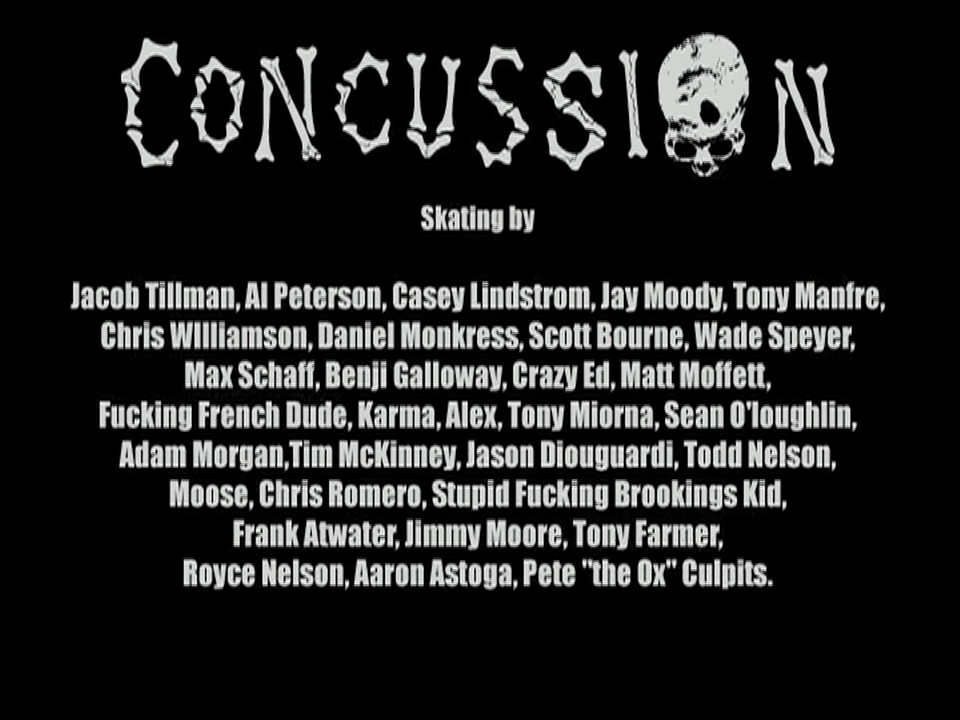 CONCUSSION
Skating by
Jacob Tillman, Al Peterson, Casey Lindstrom, Jay Moody, Tony Manfre,
Chris WIlliamson, Daniel Monkress, Scott Bourne, Wade Speyer,
Max Schaff, Benji Galloway, Crazy Ed, Matt Moffett,
Fucking French Dude, Karma, Alex, Tony Miorna, Sean O'loughlin,
Adam Morgan,Tim McKinney, Jason Diouguardi, Todd Nelson,
Moose, Chris Romero, Stupid Fucking Brookings Kid,
Frank Atwater, Jimmy Moore, Tony Farmer,
Royce Nelson, Aaron Astoga, Pete "the Ox" Culpits.